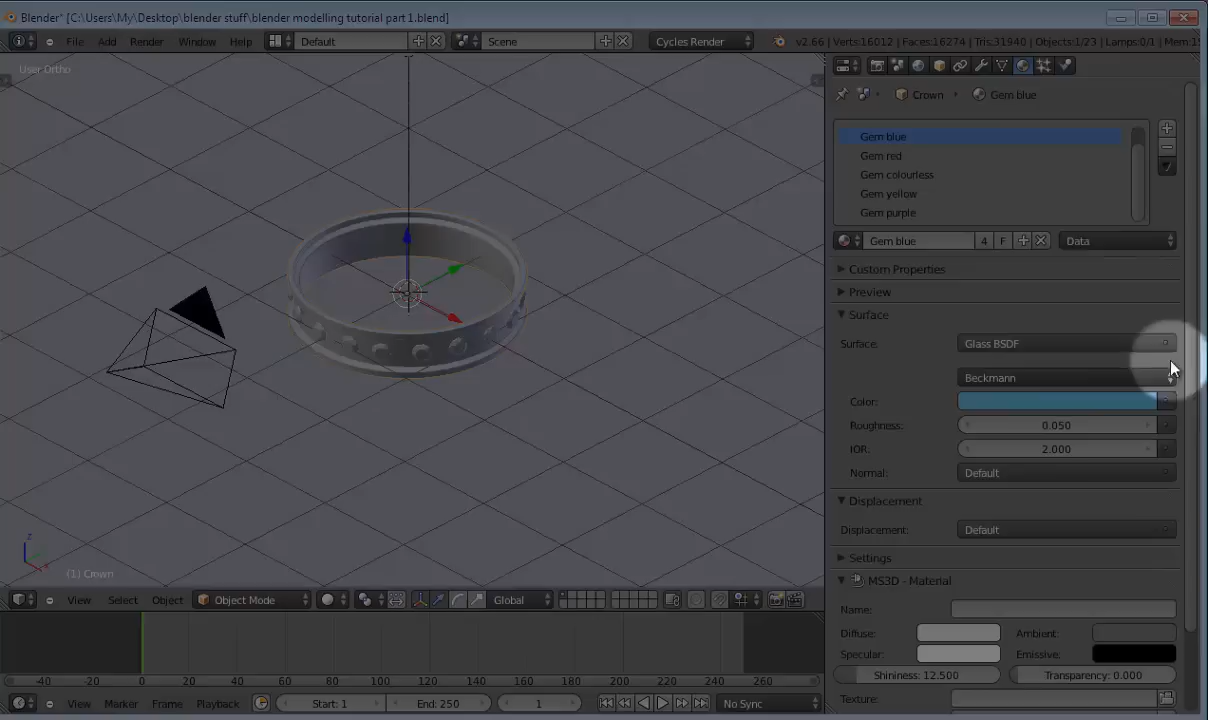 Blender* [C:\Users\My\Desktop\blender stuff\blender modelling tutorial part 1.blend]
File Add Render Window Help Default Scene Cycles Render v2.66 | Verts:16012 | Faces:16274 | Tris:31940 | Objects:1/23 | Lamps:0/1 | Mem:1
User Ortho
Crown Gem blue
Gem blue
Gem red
Gem colourless
Gem yellow
Gem purple
Gem blue 4 F Data
Custom Properties
Preview
Surface
Surface: Glass BSDF
Beckmann
Color:
Roughness: 0.050
IOR: 2.000
Normal: Default
Displacement
Displacement: Default
Settings
MS3D - Material
Name:
Diffuse: Ambient:
Specular: Emissive:
Shininess: 12.500 Transparency: 0.000
Texture:
z
x
(1) Crown
View Select Object Object Mode Global
-40 -20 0 20 40 60 80 100 120 140 160 180 200 220 240 260
View Marker Frame Playback Start: 1 End: 250 1 No Sync